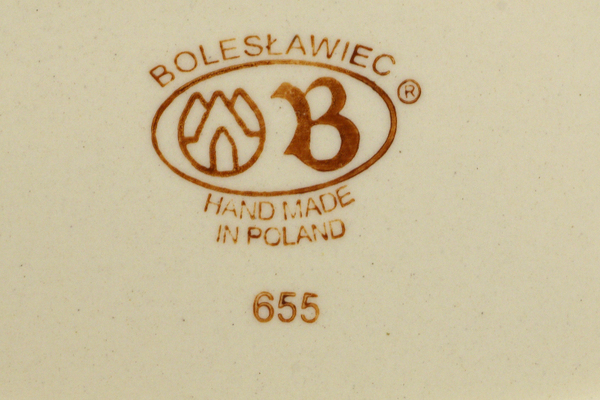 BOLESŁAWIEC
B ®
HAND MADE
IN POLAND
655